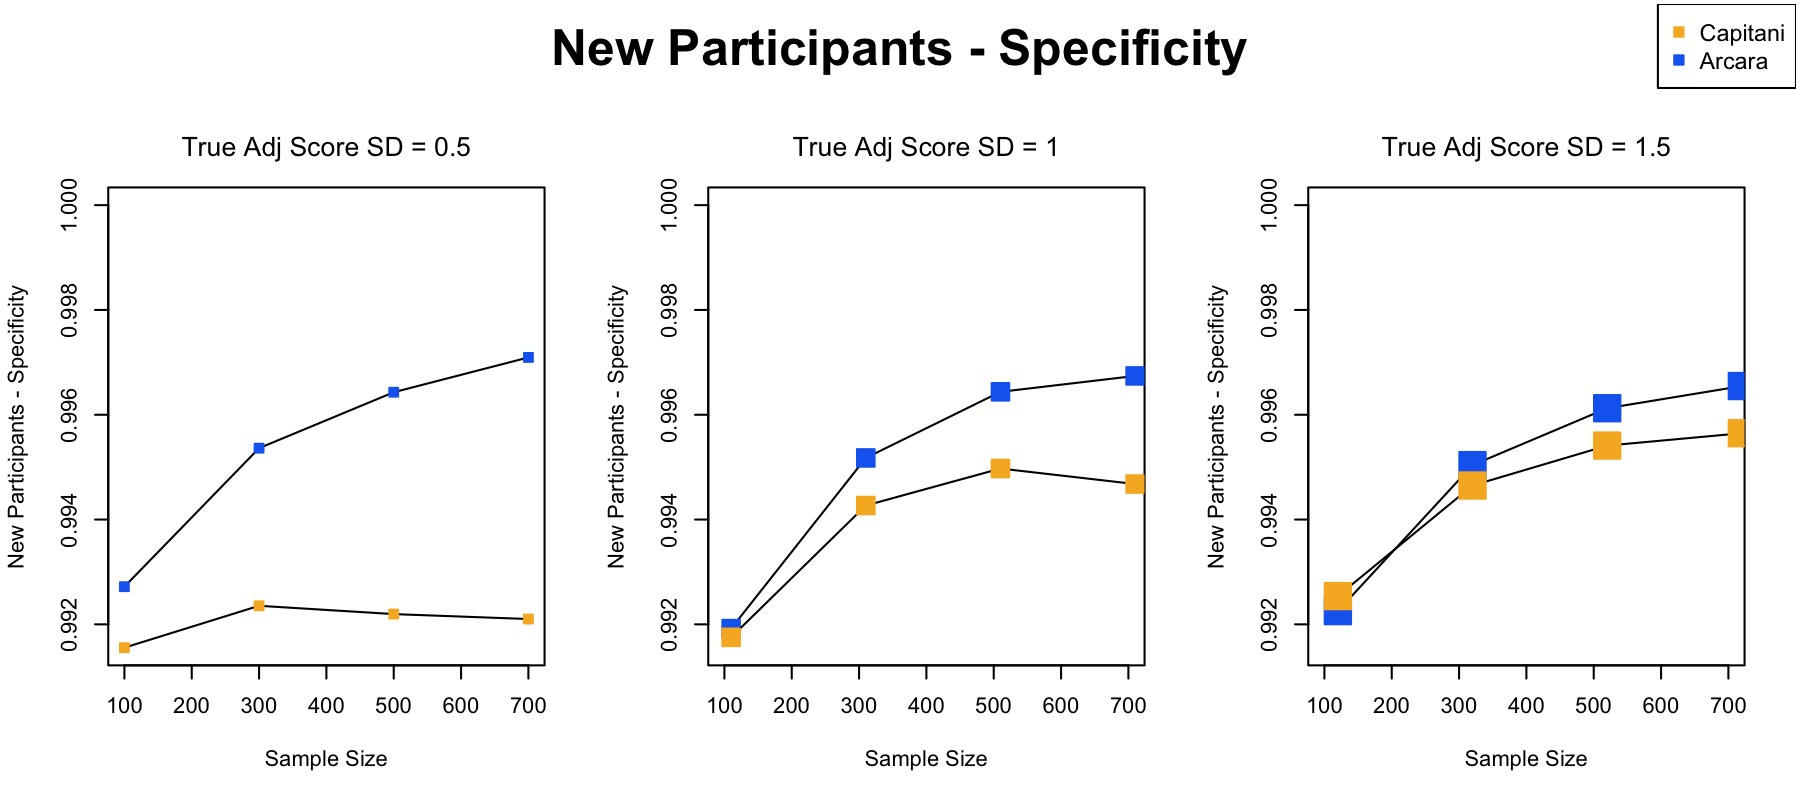 New Participants - Specificity
Capitani
Arcara
True Adj Score SD = 0.5
New Participants - Specificity
1.000
0.998
0.996
0.994
0.992
100 200 300 400 500 600 700
Sample Size
True Adj Score SD = 1
New Participants - Specificity
1.000
0.998
0.996
0.994
0.992
100 200 300 400 500 600 700
Sample Size
True Adj Score SD = 1.5
New Participants - Specificity
1.000
0.998
0.996
0.994
0.992
100 200 300 400 500 600 700
Sample Size